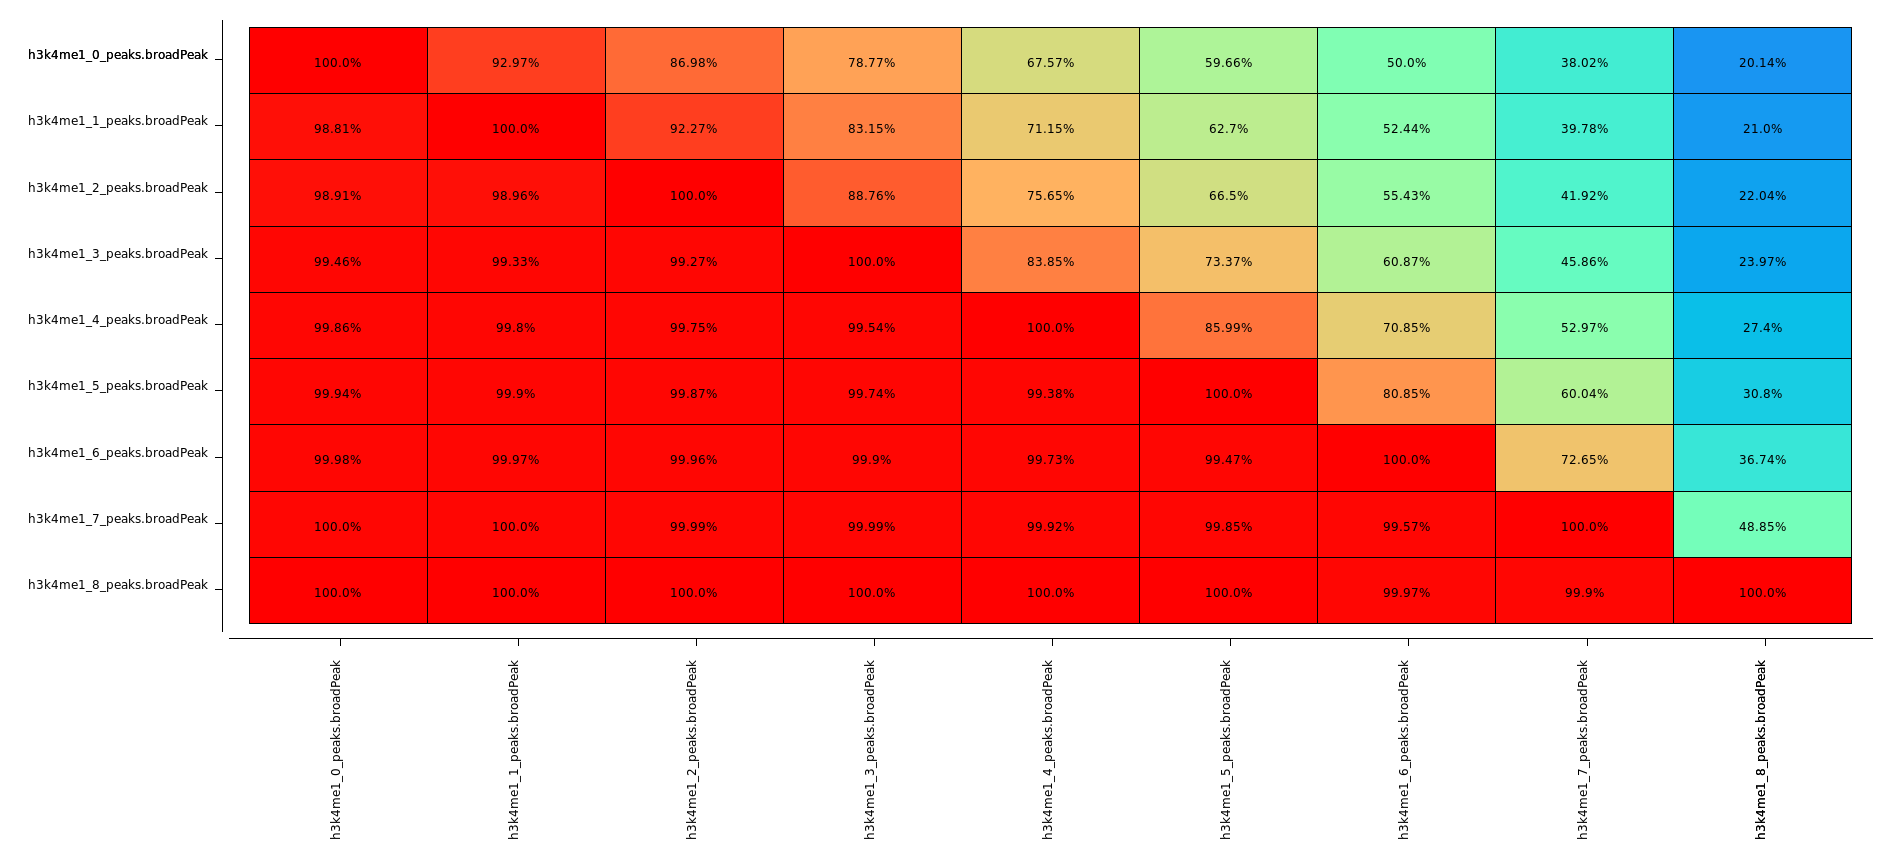 h3k4me1_0_peaks.broadPeak 100.0% 92.97% 86.98% 78.77% 67.57% 59.66% 50.0% 38.02% 20.14%
h3k4me1_1_peaks.broadPeak 98.81% 100.0% 92.27% 83.15% 71.15% 62.7% 52.44% 39.78% 21.0%
h3k4me1_2_peaks.broadPeak 98.91% 98.96% 100.0% 88.76% 75.65% 66.5% 55.43% 41.92% 22.04%
h3k4me1_3_peaks.broadPeak 99.46% 99.33% 99.27% 100.0% 83.85% 73.37% 60.87% 45.86% 23.97%
h3k4me1_4_peaks.broadPeak 99.86% 99.8% 99.75% 99.54% 100.0% 85.99% 70.85% 52.97% 27.4%
h3k4me1_5_peaks.broadPeak 99.94% 99.9% 99.87% 99.74% 99.38% 100.0% 80.85% 60.04% 30.8%
h3k4me1_6_peaks.broadPeak 99.98% 99.97% 99.96% 99.9% 99.73% 99.47% 100.0% 72.65% 36.74%
h3k4me1_7_peaks.broadPeak 100.0% 100.0% 99.99% 99.99% 99.92% 99.85% 99.57% 100.0% 48.85%
h3k4me1_8_peaks.broadPeak 100.0% 100.0% 100.0% 100.0% 100.0% 100.0% 99.97% 99.9% 100.0%
h3k4me1_0_peaks.broadPeak
h3k4me1_1_peaks.broadPeak
h3k4me1_2_peaks.broadPeak
h3k4me1_3_peaks.broadPeak
h3k4me1_4_peaks.broadPeak
h3k4me1_5_peaks.broadPeak
h3k4me1_6_peaks.broadPeak
h3k4me1_7_peaks.broadPeak
h3k4me1_8_peaks.broadPeak